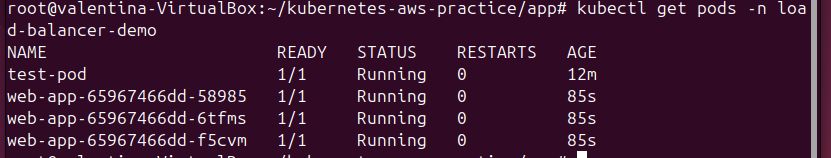 root@valentina-VirtualBox:~/kubernetes-aws-practice/app# kubectl get pods -n loa
d-balancer-demo
NAME READY STATUS RESTARTS AGE
test-pod 1/1 Running 0 12m
web-app-65967466dd-58985 1/1 Running 0 85s
web-app-65967466dd-6tfms 1/1 Running 0 85s
web-app-65967466dd-f5cvm 1/1 Running 0 85s